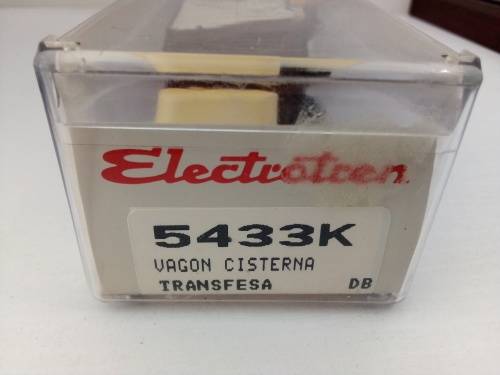 Electrotren
5433K
VAGON CISTERNA
TRANSFESA DB